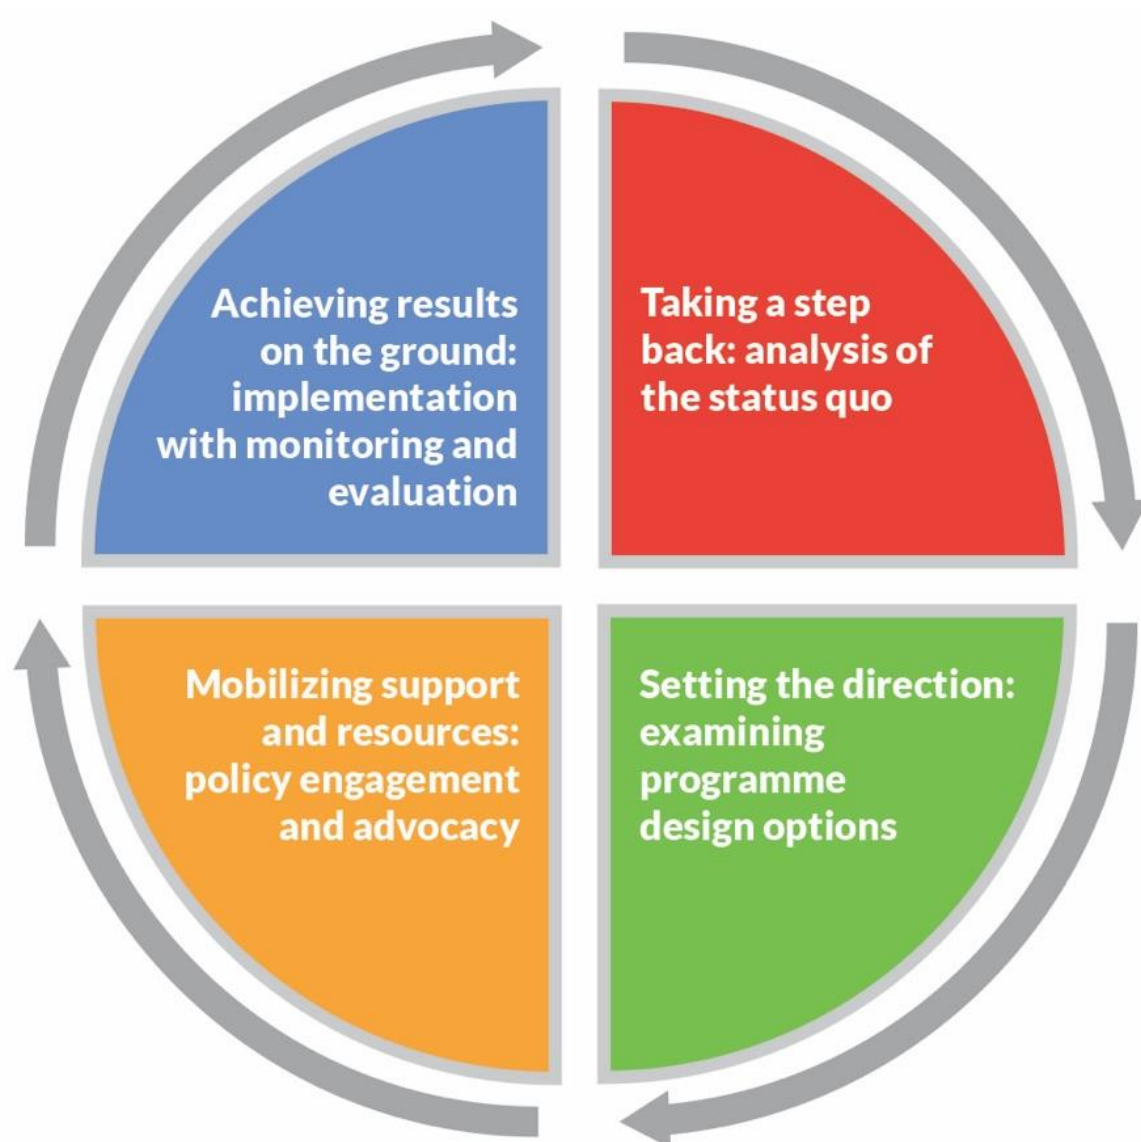 Achieving results
on the ground:
implementation
with monitoring and
evaluation
Taking a step
back: analysis of
the status quo
Mobilizing support
and resources:
policy engagement
and advocacy
Setting the direction:
examining
programme
design options